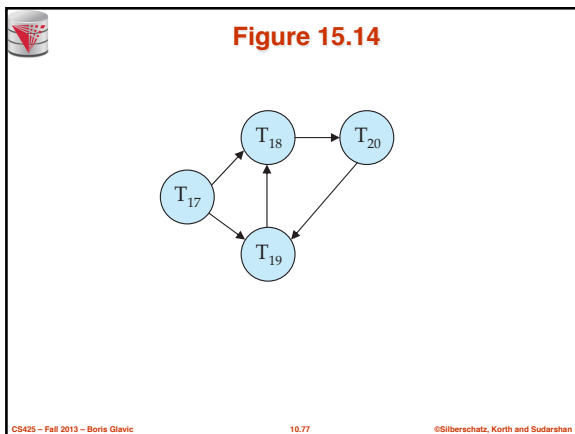 Figure 15.14
T18
T20
T17
T19
CS425 – Fall 2013 – Boris Glavic
10.77
©Silberschatz, Korth and Sudarshan